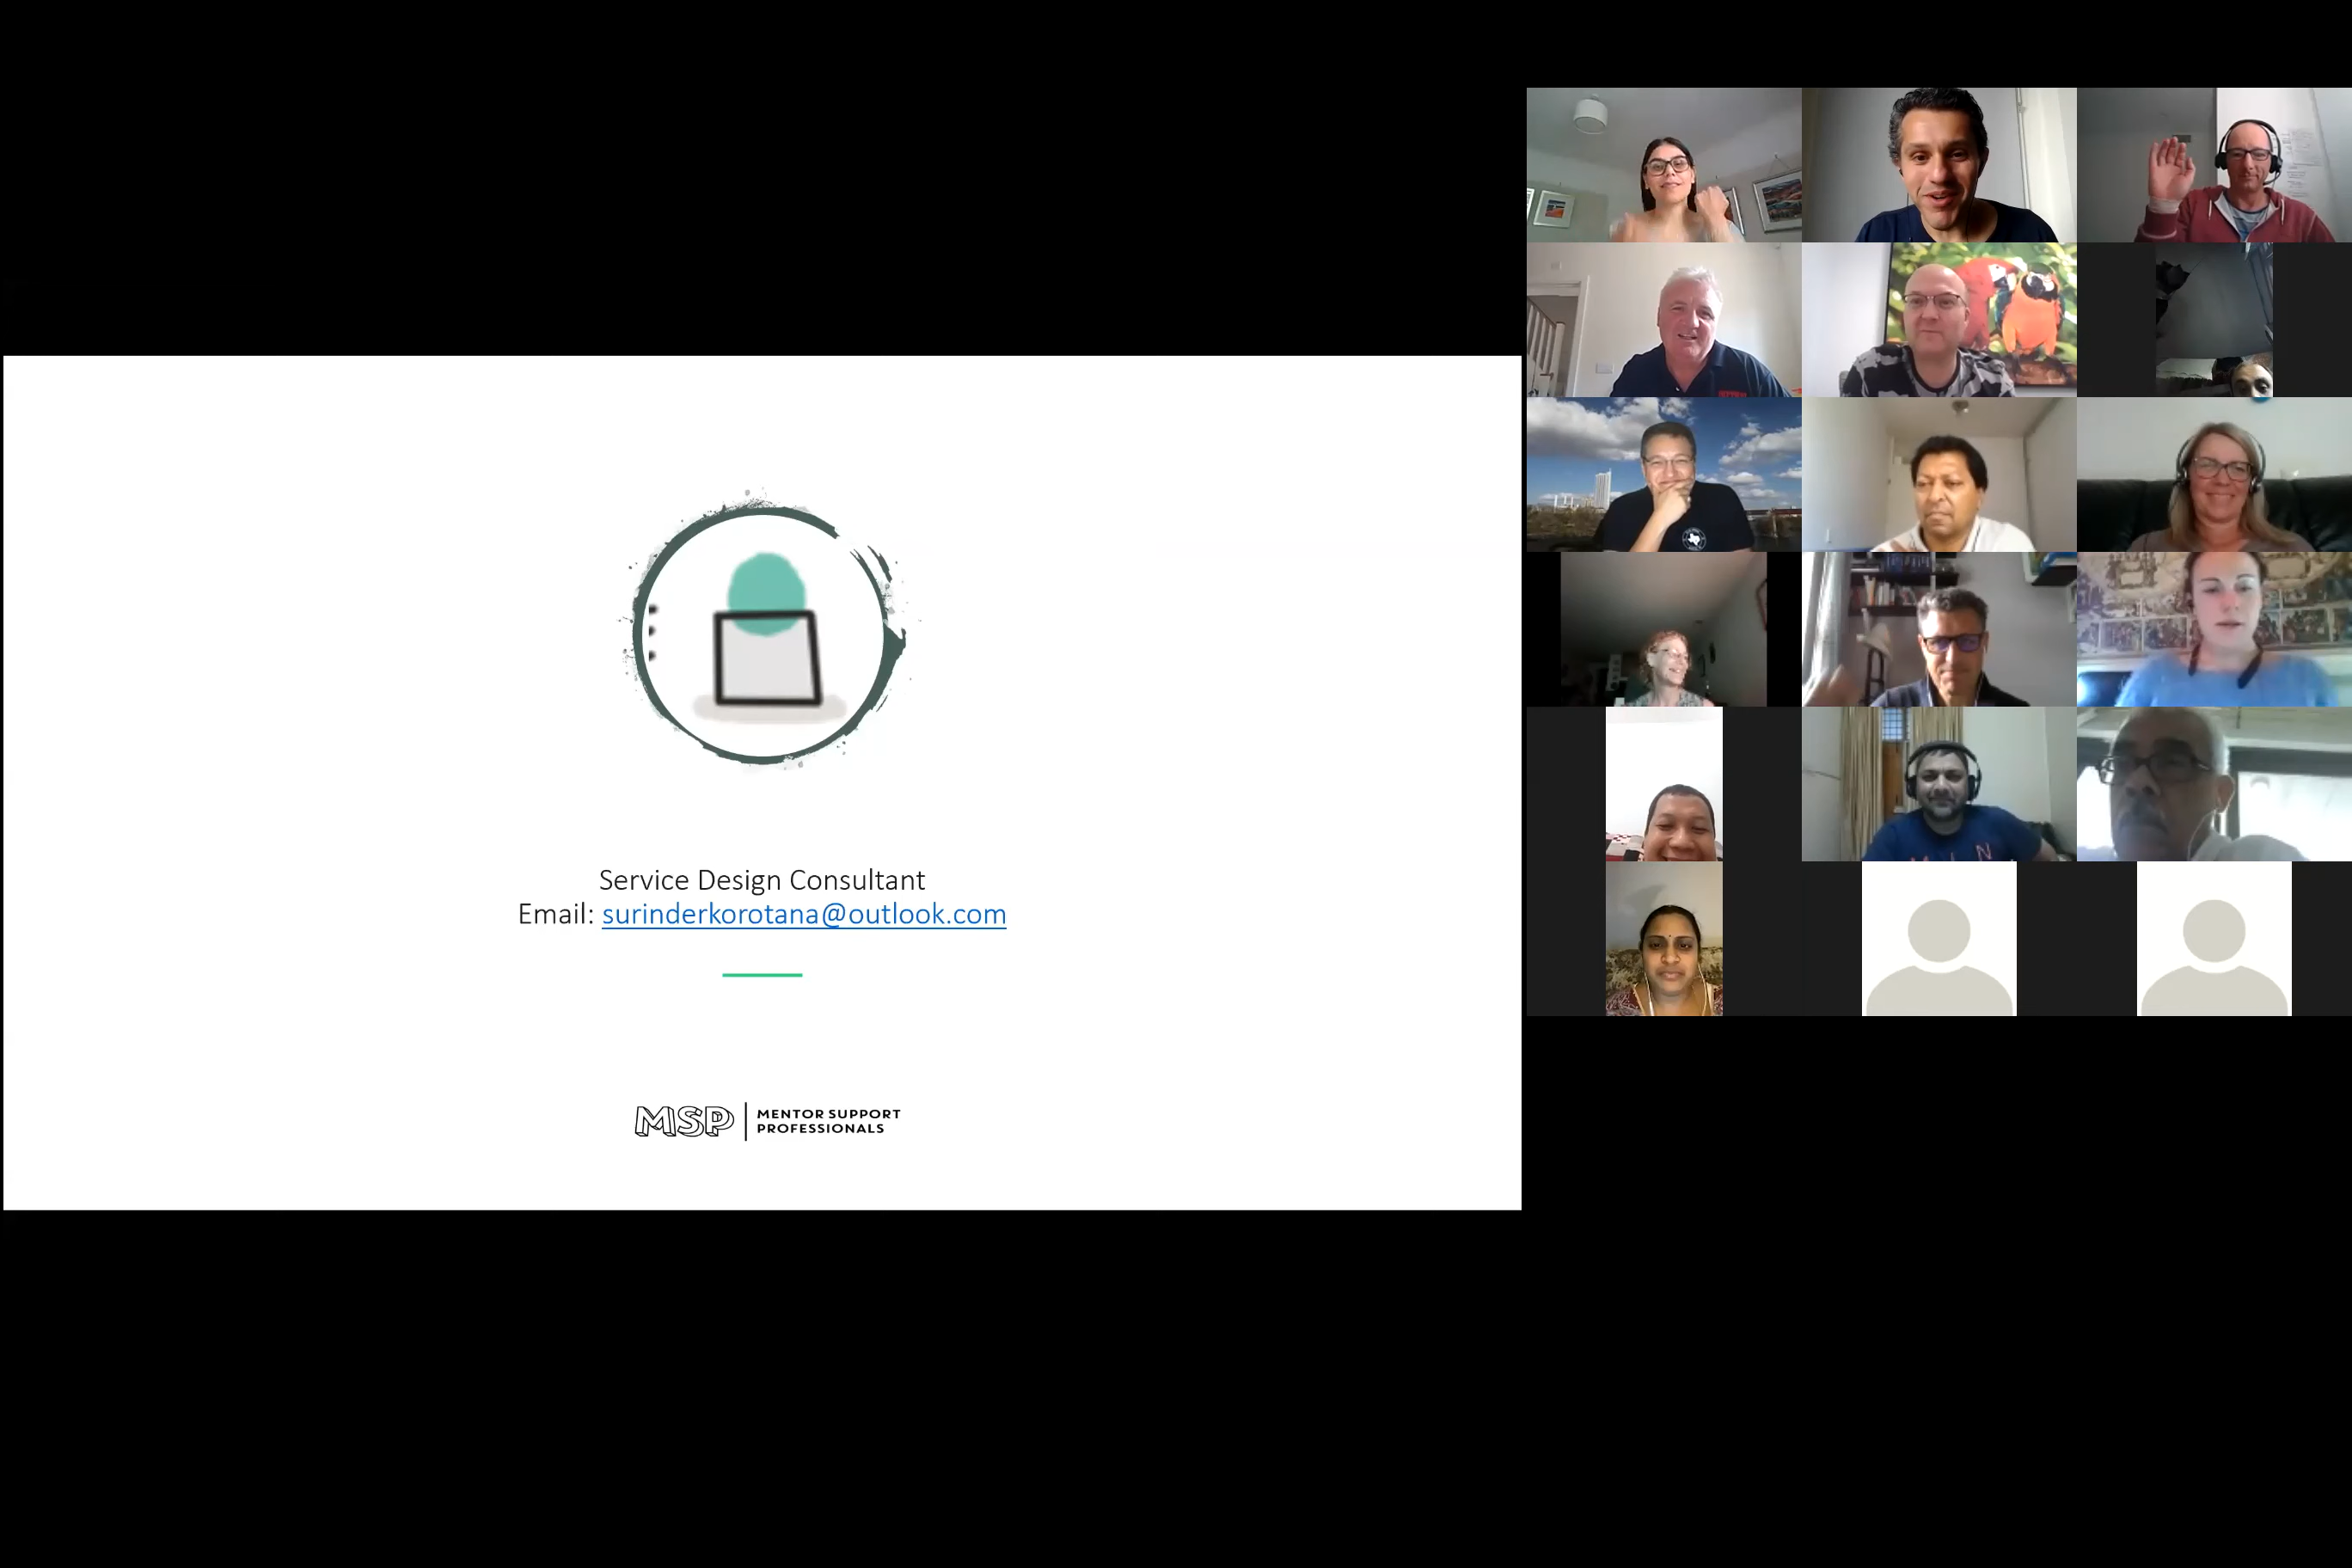 Service Design Consultant
Email: surinderkorotana@outlook.com
MSP
MENTOR SUPPORT
PROFESSIONALS